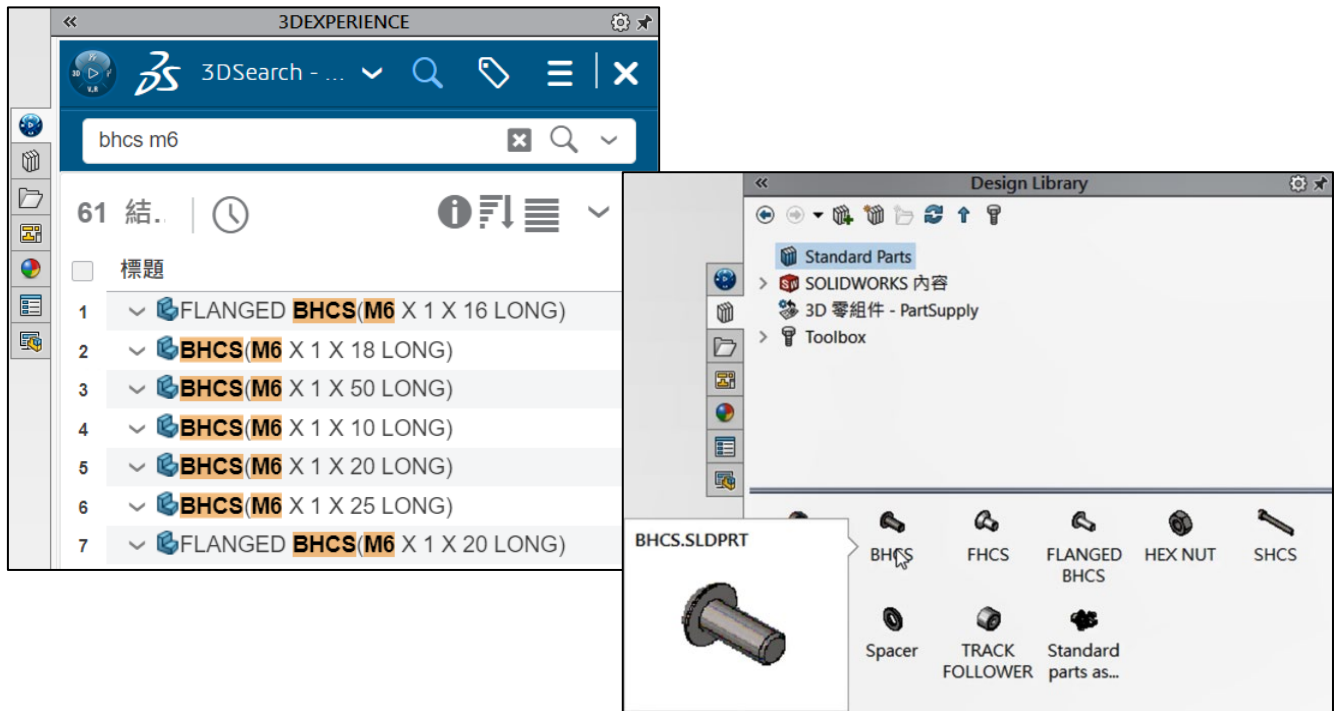 3DEXPERIENCE
3DSearch - ...
bhcs m6
61 結..
標題
1 FLANGED BHCS(M6 X 1 X 16 LONG)
2 BHCS(M6 X 1 X 18 LONG)
3 BHCS(M6 X 1 X 50 LONG)
4 BHCS(M6 X 1 X 10 LONG)
5 BHCS(M6 X 1 X 20 LONG)
6 BHCS(M6 X 1 X 25 LONG)
7 FLANGED BHCS(M6 X 1 X 20 LONG)
Design Library
Standard Parts
SOLIDWORKS 內容
3D 零組件 - PartSupply
Toolbox
BHCS.SLDPRT
BHCS
FHCS
FLANGED
BHCS
HEX NUT
SHCS
Spacer
TRACK
FOLLOWER
Standard
parts as...